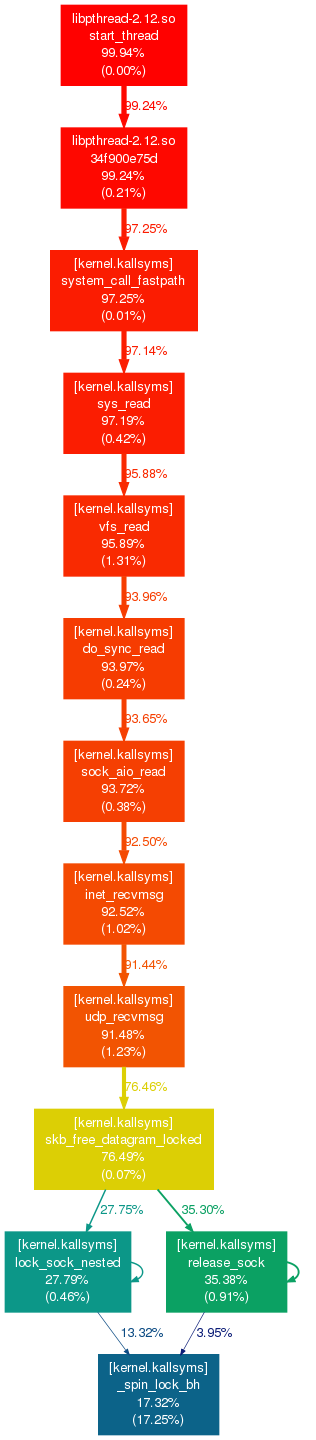 libpthread-2.12.so
start_thread
99.94%
(0.00%)
99.24%
libpthread-2.12.so
34f900e75d
99.24%
(0.21%)
97.25%
[kernel.kallsyms]
system_call_fastpath
97.25%
(0.01%)
97.14%
[kernel.kallsyms]
sys_read
97.19%
(0.42%)
95.88%
[kernel.kallsyms]
vfs_read
95.89%
(1.31%)
93.96%
[kernel.kallsyms]
do_sync_read
93.97%
(0.24%)
93.65%
[kernel.kallsyms]
sock_aio_read
93.72%
(0.38%)
92.50%
[kernel.kallsyms]
inet_recvmsg
92.52%
(1.02%)
91.44%
[kernel.kallsyms]
udp_recvmsg
91.48%
(1.23%)
76.46%
[kernel.kallsyms]
skb_free_datagram_locked
76.49%
(0.07%)
27.75%
35.30%
[kernel.kallsyms]
lock_sock_nested
27.79%
(0.46%)
[kernel.kallsyms]
release_sock
35.38%
(0.91%)
13.32%
3.95%
[kernel.kallsyms]
_spin_lock_bh
17.32%
(17.25%)